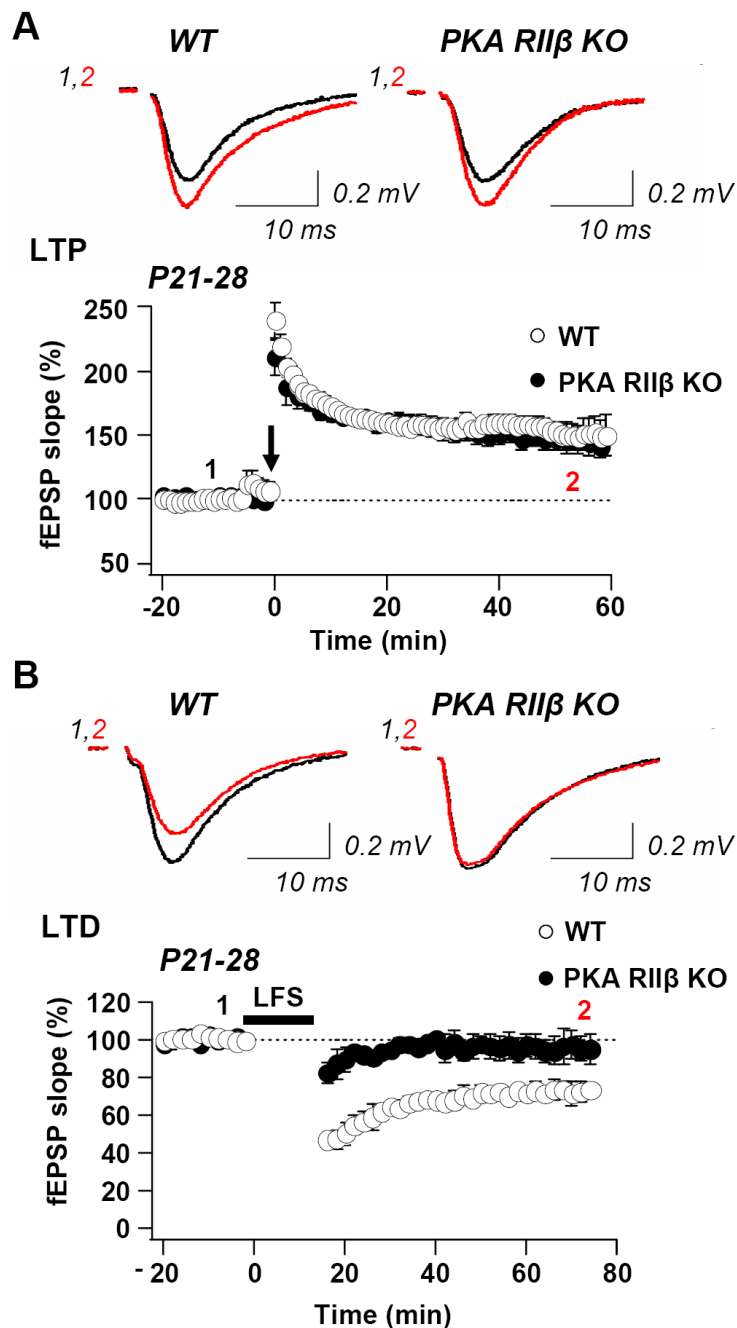 A
WT PKA RIIβ KO
1,2 1,2
0.2 mV 0.2 mV
10 ms 10 ms
LTP
P21-28
250
200
150
100
50
fEPSP slope (%)
WT
PKA RIIβ KO
1
2
-20 0 20 40 60
Time (min)
B
WT PKA RIIβ KO
1,2 1,2
0.2 mV 0.2 mV
10 ms 10 ms
LTD
P21-28
WT
PKA RIIβ KO
1 LFS 2
120
100
80
60
40
20
0
fEPSP slope (%)
-20 0 20 40 60 80
Time (min)